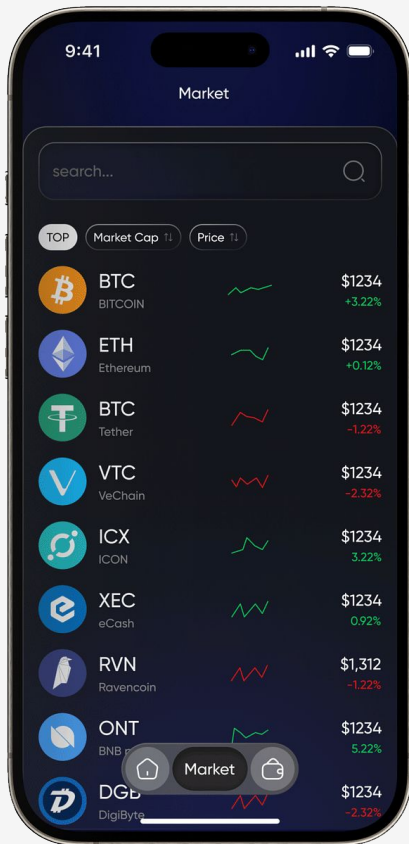 9:41
Market
search...
TOP
Market Cap
Price
BTC
$1234
BITCOIN
+3.22%
ETH
$1234
Ethereum
+0.12%
BTC
$1234
Tether
-1.22%
VTC
$1234
VeChain
-2.32%
ICX
$1234
ICON
3.22%
XEC
$1234
eCash
0.92%
RVN
$1,312
Ravencoin
-1.22%
ONT
$1234
BNB
5.22%
Market
DGB
$1234
DigiByte
-2.32%